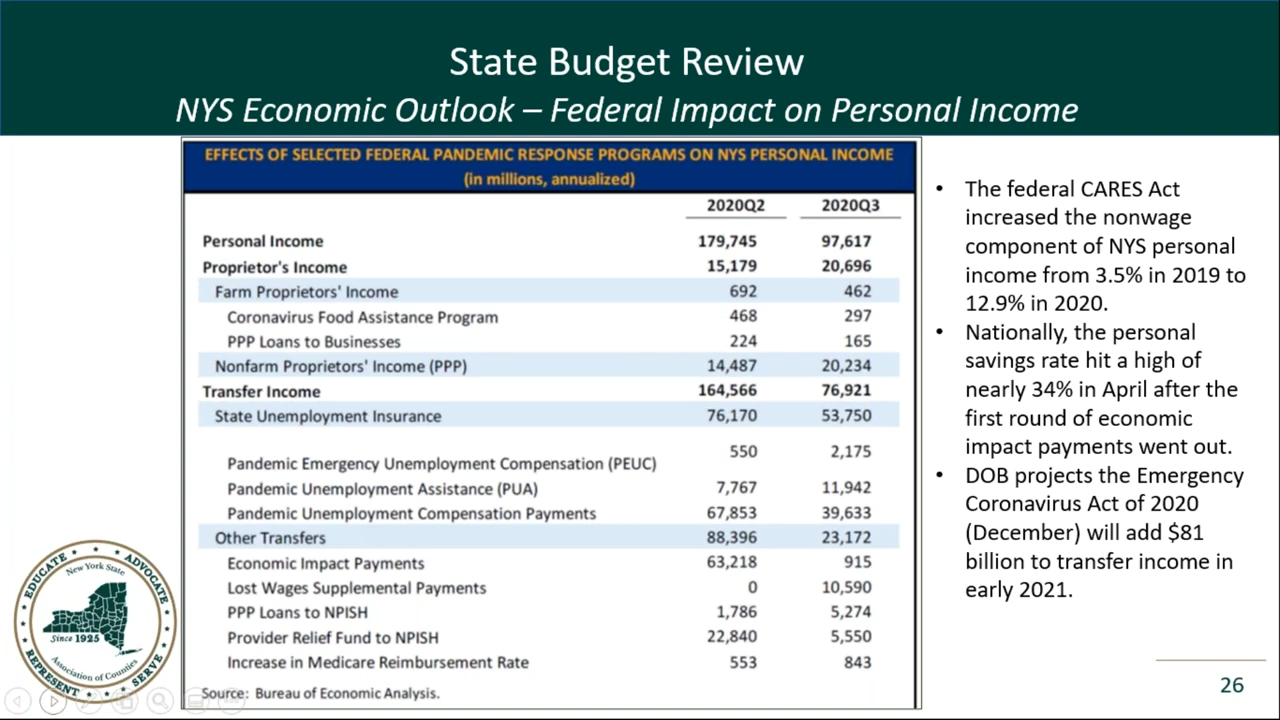 State Budget Review
NYS Economic Outlook – Federal Impact on Personal Income
EFFECTS OF SELECTED FEDERAL PANDEMIC RESPONSE PROGRAMS ON NYS PERSONAL INCOME
(in millions, annualized)
2020Q2 2020Q3
Personal Income 179,745 97,617
Proprietor's Income 15,179 20,696
Farm Proprietors' Income 692 462
Coronavirus Food Assistance Program 468 297
PPP Loans to Businesses 224 165
Nonfarm Proprietors' Income (PPP) 14,487 20,234
Transfer Income 164,566 76,921
State Unemployment Insurance 76,170 53,750
Pandemic Emergency Unemployment Compensation (PEUC) 550 2,175
Pandemic Unemployment Assistance (PUA) 7,767 11,942
Pandemic Unemployment Compensation Payments 67,853 39,633
Other Transfers 88,396 23,172
Economic Impact Payments 63,218 915
Lost Wages Supplemental Payments 0 10,590
PPP Loans to NPISH 1,786 5,274
Provider Relief Fund to NPISH 22,840 5,550
Increase in Medicare Reimbursement Rate 553 843
Source: Bureau of Economic Analysis.
• The federal CARES Act
increased the nonwage
component of NYS personal
income from 3.5% in 2019 to
12.9% in 2020.
• Nationally, the personal
savings rate hit a high of
nearly 34% in April after the
first round of economic
impact payments went out.
• DOB projects the Emergency
Coronavirus Act of 2020
(December) will add $81
billion to transfer income in
early 2021.
EDUCATE
ADVOCATE
REPRESENT
SERVE
New York State
Since 1925
Association of Counties
26